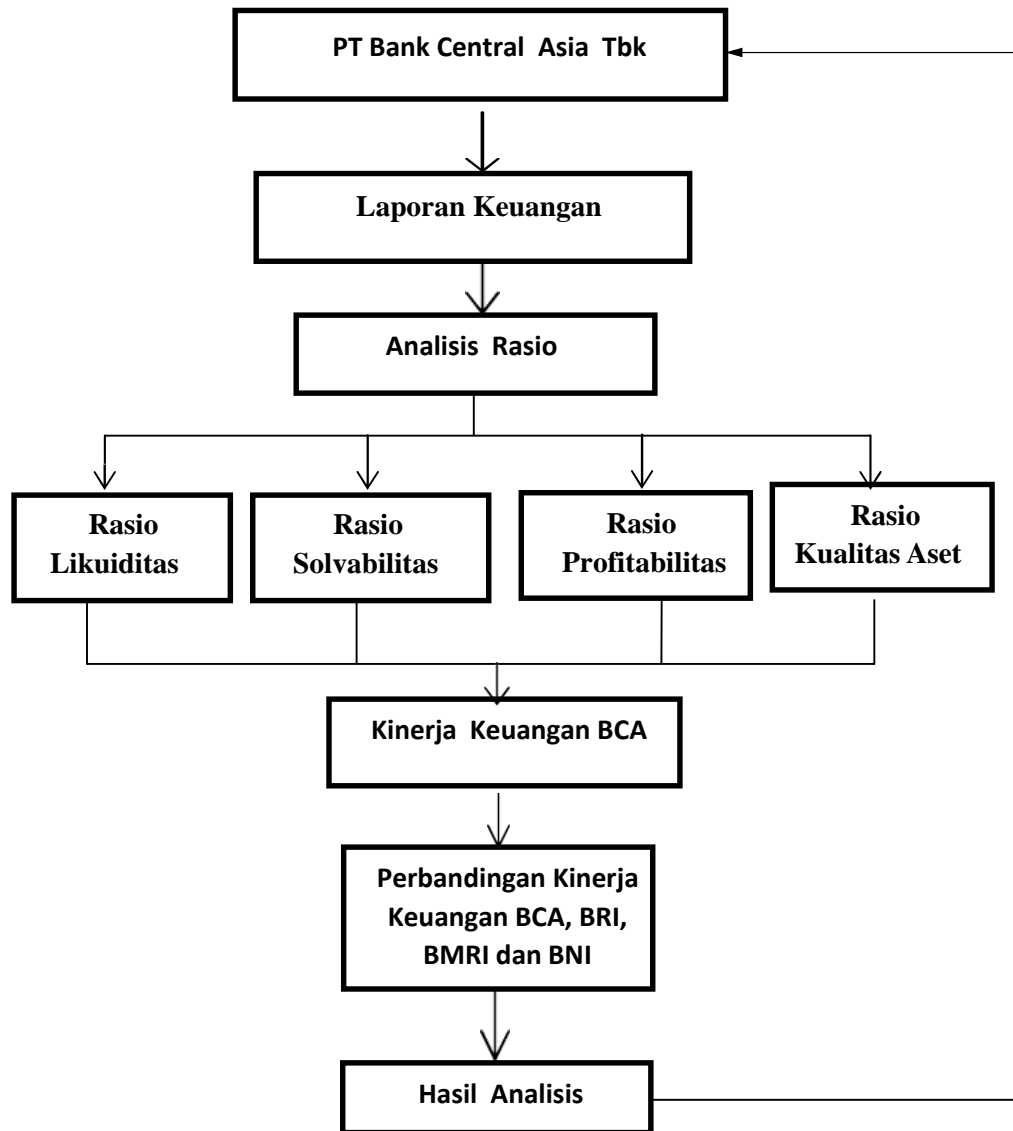 PT Bank Central Asia Tbk
Laporan Keuangan
Analisis Rasio
Rasio
Likuiditas
Rasio
Solvabilitas
Rasio
Profitabilitas
Rasio
Kualitas Aset
Kinerja Keuangan BCA
Perbandingan Kinerja
Keuangan BCA, BRI,
BMRI dan BNI
Hasil Analisis